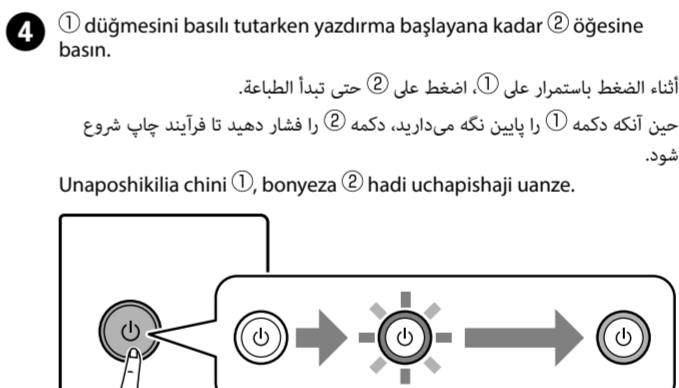 4 ① düğmesini basılı tutarken yazdırma başlayana kadar ② öğesine
basın.
أثناء الضغط باستمرار على ①، اضغط على ② حتى تبدأ الطباعة.
حین آنکه دکمه ① را پایین نگه می‌دارید، دکمه ② را فشار دهید تا فرآیند چاپ شروع
شود.
Unaposhikilia chini ①, bonyeza ② hadi uchapishaji uanze.